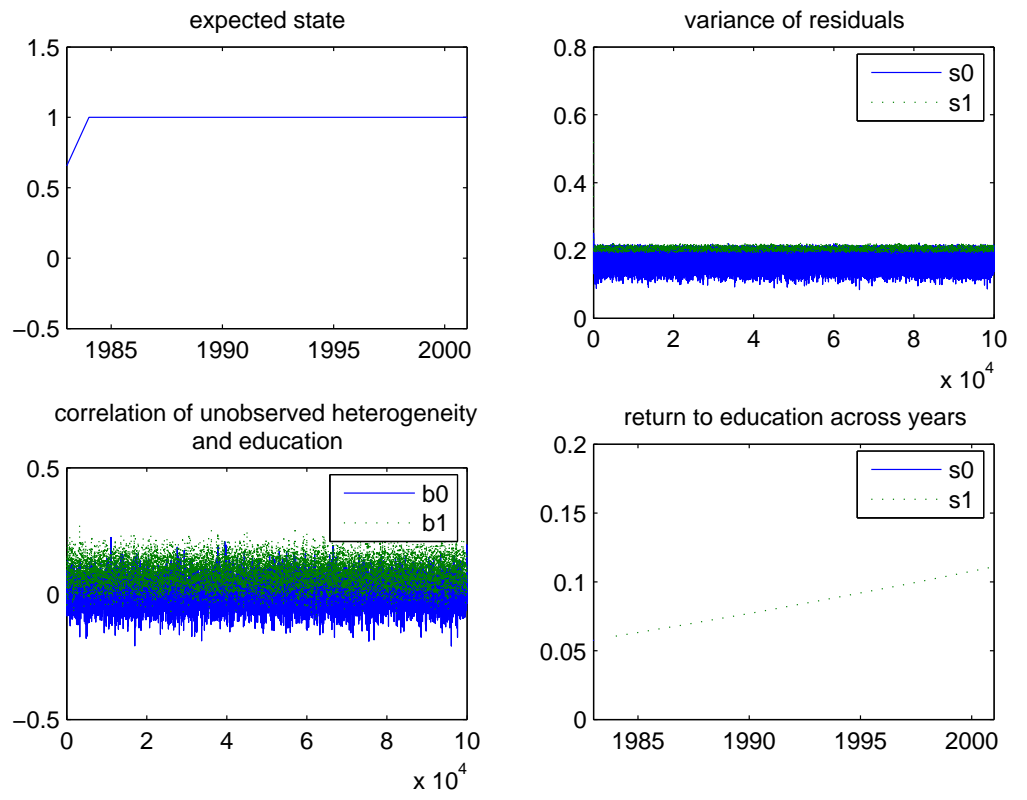 expected state
1.5
1
0.5
0
−0.5
1985 1990 1995 2000
variance of residuals
0.8
0.6
0.4
0.2
0
s0
s1
0 2 4 6 8 10
x 10^4
correlation of unobserved heterogeneity
and education
0.5
0
−0.5
b0
b1
0 2 4 6 8 10
x 10^4
return to education across years
0.2
0.15
0.1
0.05
0
s0
s1
1985 1990 1995 2000